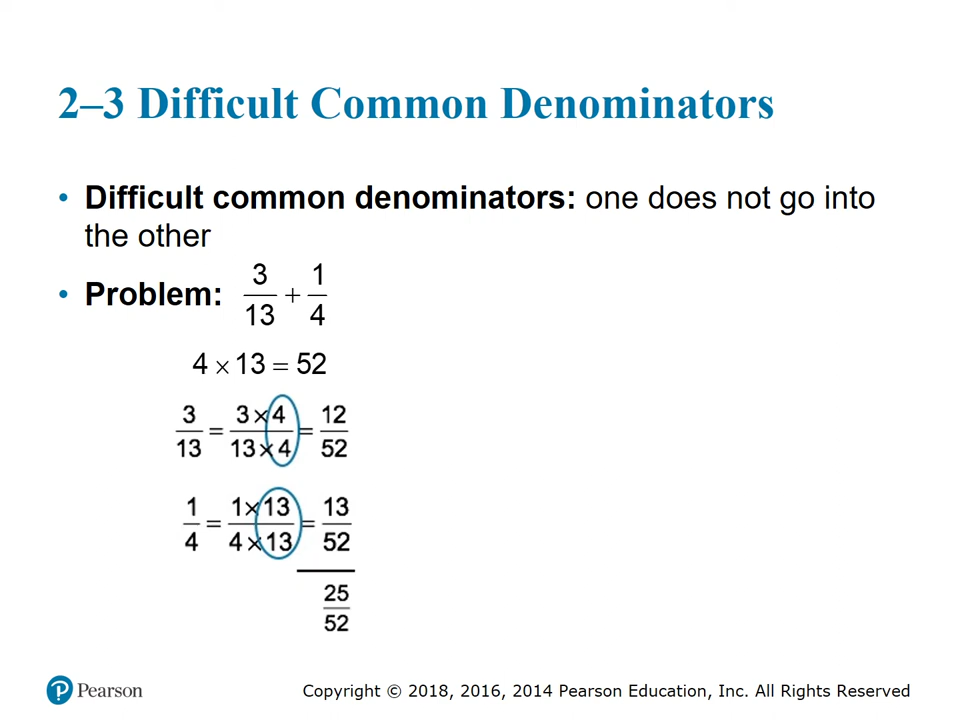 2–3 Difficult Common Denominators
• Difficult common denominators: one does not go into
the other
• Problem: 3/13 + 1/4
4 × 13 = 52
3/13 = 3 × 4/13 × 4 = 12/52
1/4 = 1 × 13/4 × 13 = 13/52
25/52
Pearson
Copyright © 2018, 2016, 2014 Pearson Education, Inc. All Rights Reserved